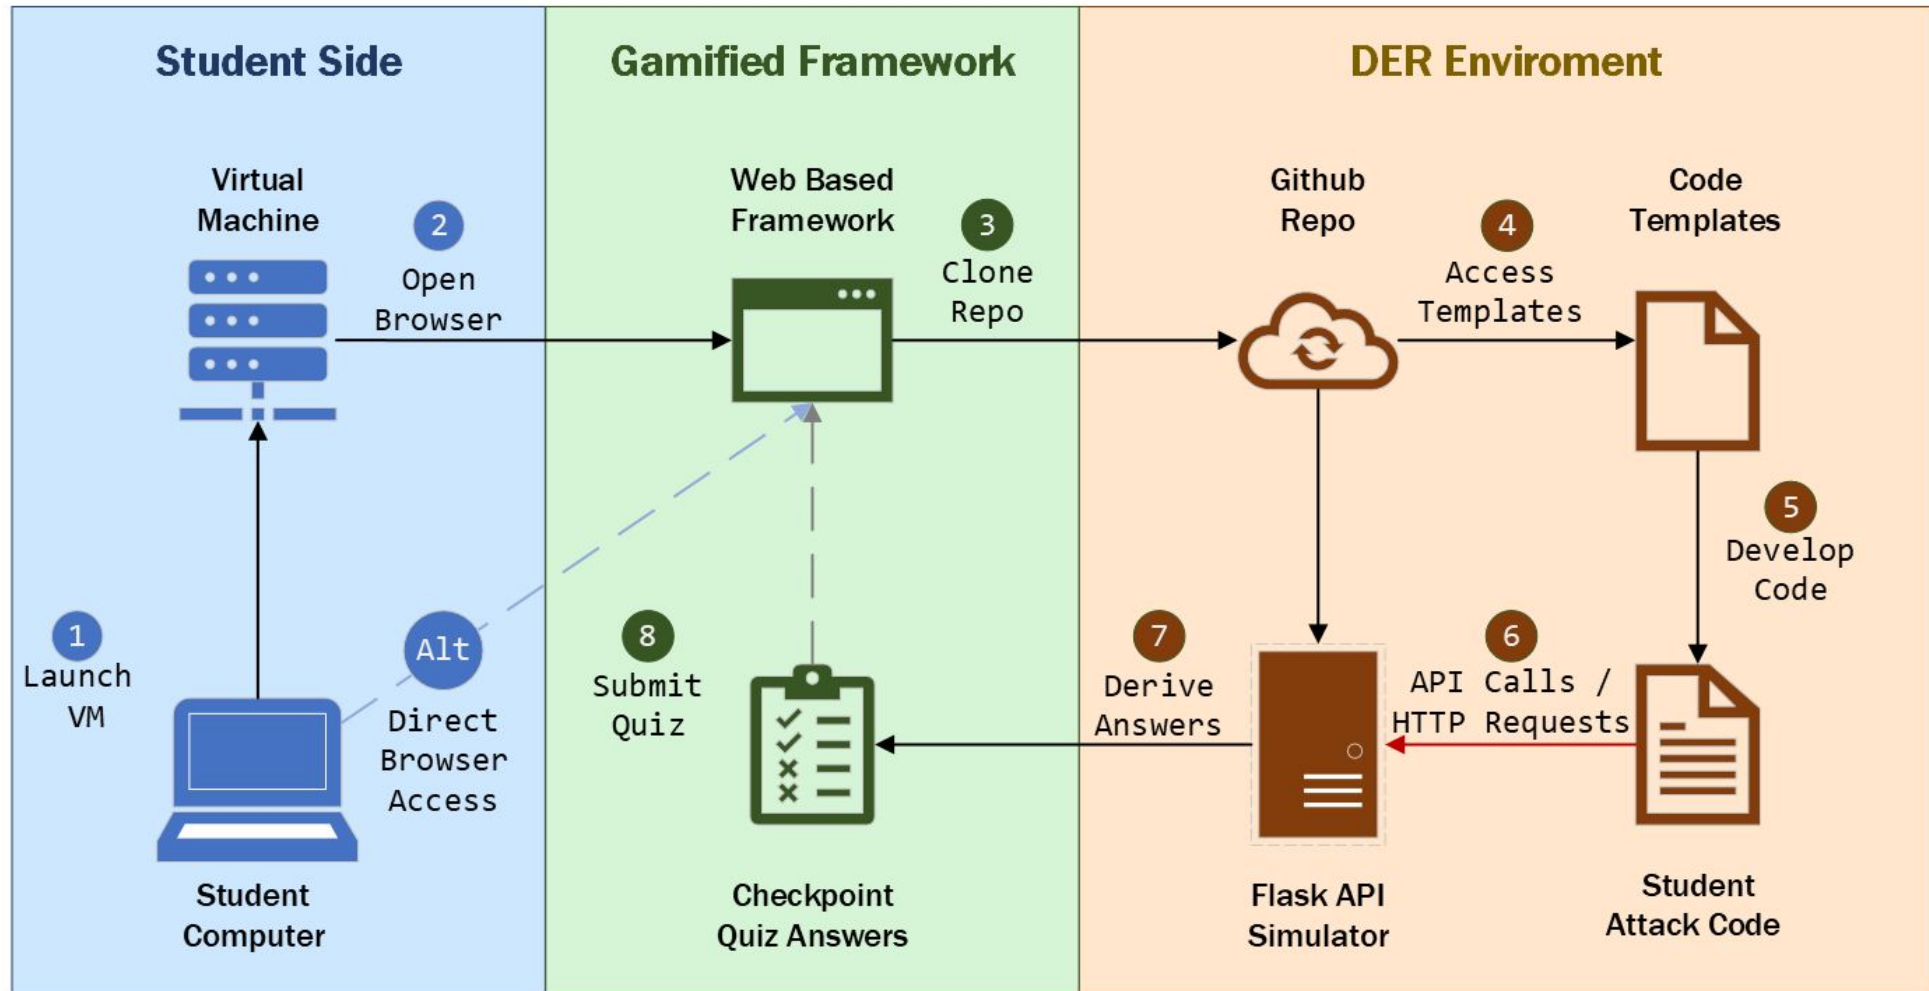 Student Side
Gamified Framework
DER Enviroment
Virtual
Machine
2
Open
Browser
Web Based
Framework
3
Clone
Repo
Github
Repo
4
Access
Templates
Code
Templates
5
Develop
Code
1
Launch
VM
Alt
Direct
Browser
Access
8
Submit
Quiz
7
Derive
Answers
6
API Calls /
HTTP Requests
Student
Computer
Checkpoint
Quiz Answers
Flask API
Simulator
Student
Attack Code